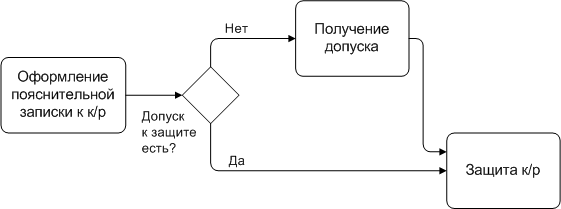 Оформление
пояснительной
записки к к/р
Допуск
к защите
есть?
Нет
Получение
допуска
Да
Защита к/р